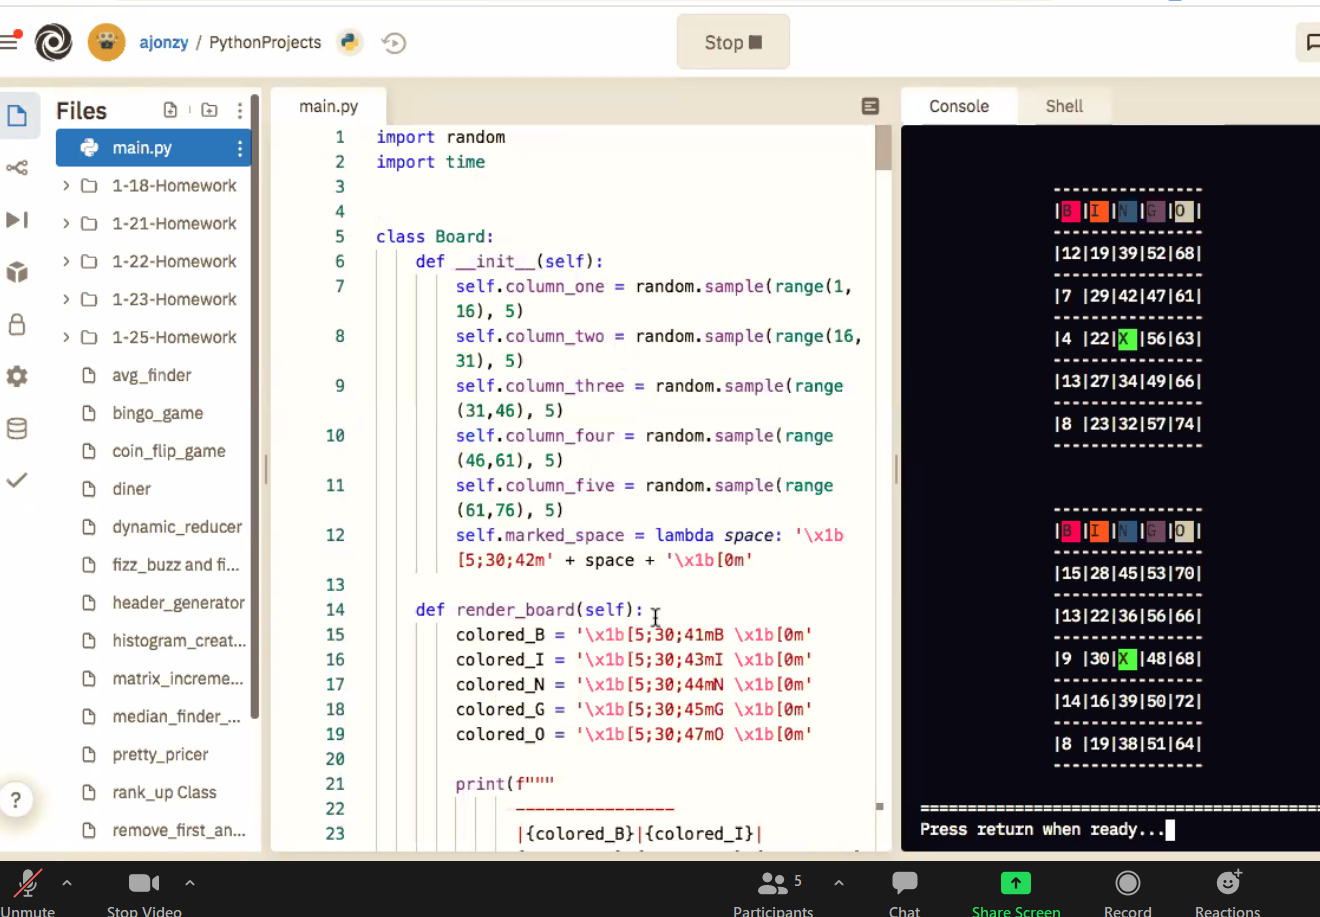 ajonzy / PythonProjects
Stop
Files
main.py
1-18-Homework
1-21-Homework
1-22-Homework
1-23-Homework
1-25-Homework
avg_finder
bingo_game
coin_flip_game
diner
dynamic_reducer
fizz_buzz and fi...
header_generator
histogram_creat...
matrix_increme...
median_finder_...
pretty_pricer
rank_up Class
remove_first_an...
?
main.py
1 import random
2 import time
3
4
5 class Board:
6 def __init__(self):
7 self.column_one = random.sample(range(1,
16), 5)
8 self.column_two = random.sample(range(16,
31), 5)
9 self.column_three = random.sample(range
(31,46), 5)
10 self.column_four = random.sample(range
(46,61), 5)
11 self.column_five = random.sample(range
(61,76), 5)
12 self.marked_space = lambda space: '\x1b
[5;30;42m' + space + '\x1b[0m'
13
14 def render_board(self):
15 colored_B = '\x1b[5;30;41mB \x1b[0m'
16 colored_I = '\x1b[5;30;43mI \x1b[0m'
17 colored_N = '\x1b[5;30;44mN \x1b[0m'
18 colored_G = '\x1b[5;30;45mG \x1b[0m'
19 colored_O = '\x1b[5;30;47mO \x1b[0m'
20
21 print(f"""
22 ----------------
23 |{colored_B}|{colored_I}|
Console Shell
----------------
|B |I |N |G |O |
----------------
|12|19|39|52|68|
----------------
|7 |29|42|47|61|
----------------
|4 |22|X |56|63|
----------------
|13|27|34|49|66|
----------------
|8 |23|32|57|74|
----------------
----------------
|B |I |N |G |O |
----------------
|15|28|45|53|70|
----------------
|13|22|36|56|66|
----------------
|9 |30|X |48|68|
----------------
|14|16|39|50|72|
----------------
|8 |19|38|51|64|
----------------
==========================================
Press return when ready...
Unmute
Stop Video
5
Participants
Chat
Share Screen
Record
Reactions